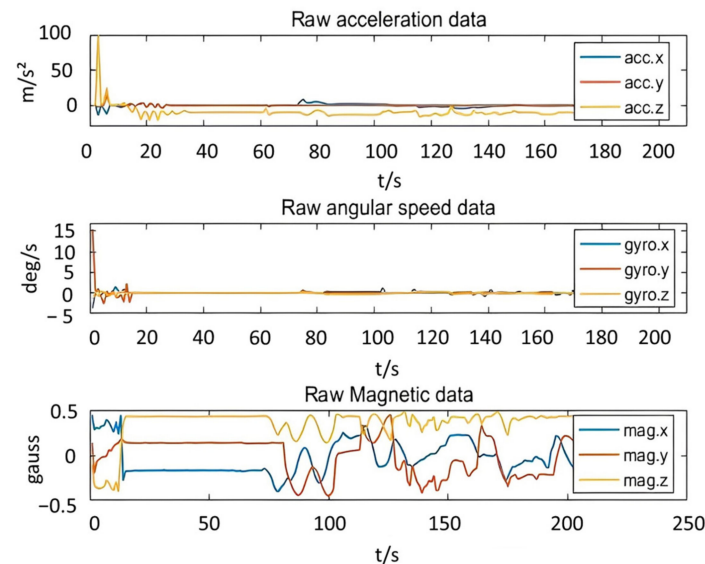 Raw acceleration data
100
50
0
m/s²
acc.x
acc.y
acc.z
0 20 40 60 80 100 120 140 160 180 200
t/s
Raw angular speed data
15
10
5
0
– 5
deg/s
gyro.x
gyro.y
gyro.z
0 20 40 60 80 100 120 140 160 180 200
t/s
Raw Magnetic data
0.5
0
–0.5
gauss
mag.x
mag.y
mag.z
0 50 100 150 200 250
t/s